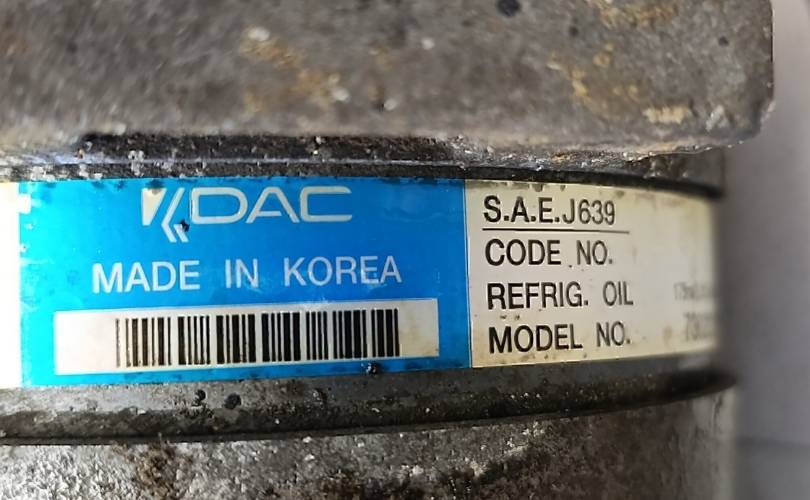 DAC
MADE IN KOREA
S.A.E.J639
CODE NO.
REFRIG. OIL
MODEL NO.